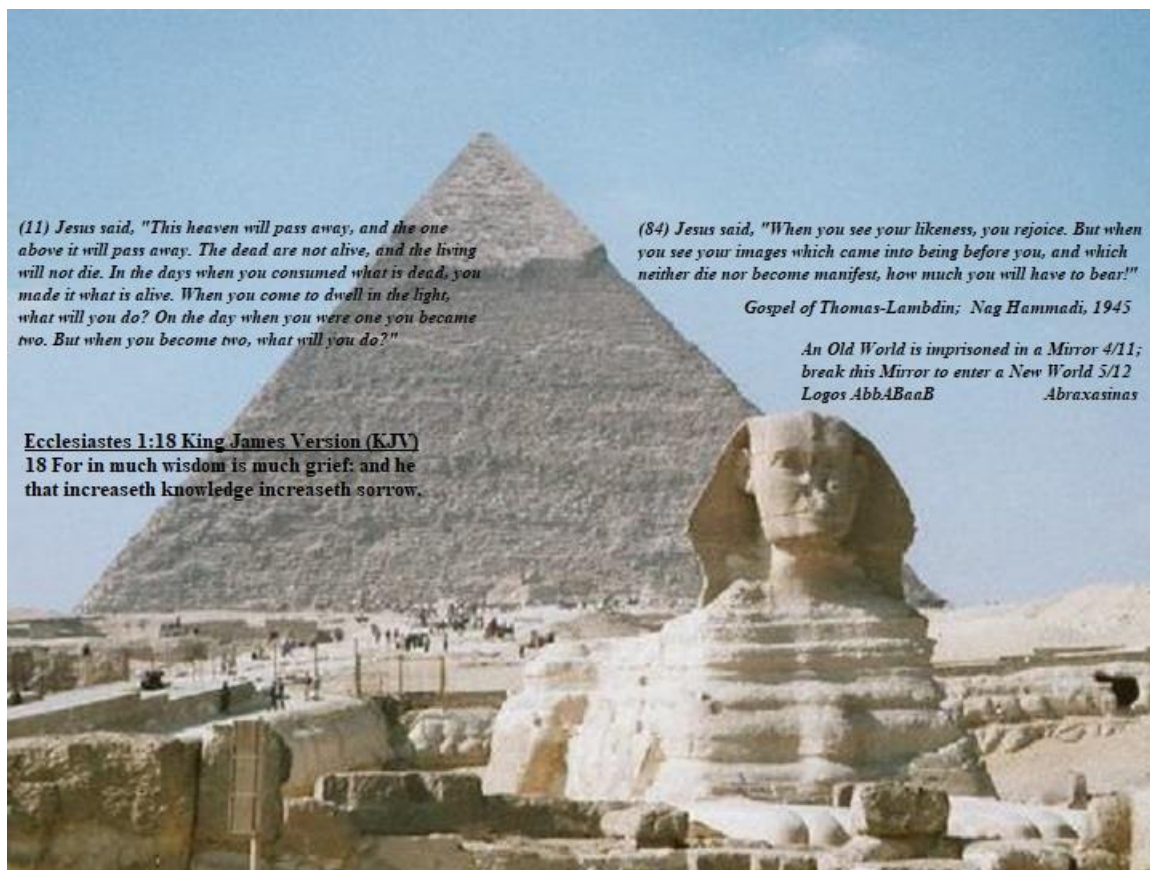 (11) Jesus said, "This heaven will pass away, and the one
above it will pass away. The dead are not alive, and the living
will not die. In the days when you consumed what is dead, you
made it what is alive. When you come to dwell in the light,
what will you do? On the day when you were one you became
two. But when you become two, what will you do?"
Ecclesiastes 1:18 King James Version (KJV)
18 For in much wisdom is much grief: and he
that increaseth knowledge increaseth sorrow.
(84) Jesus said, "When you see your likeness, you rejoice. But when
you see your images which came into being before you, and which
neither die nor become manifest, how much you will have to bear!"
Gospel of Thomas-Lambdin; Nag Hammadi, 1945
An Old World is imprisoned in a Mirror 4/11;
break this Mirror to enter a New World 5/12
Logos AbbABaaB Abraxasinas